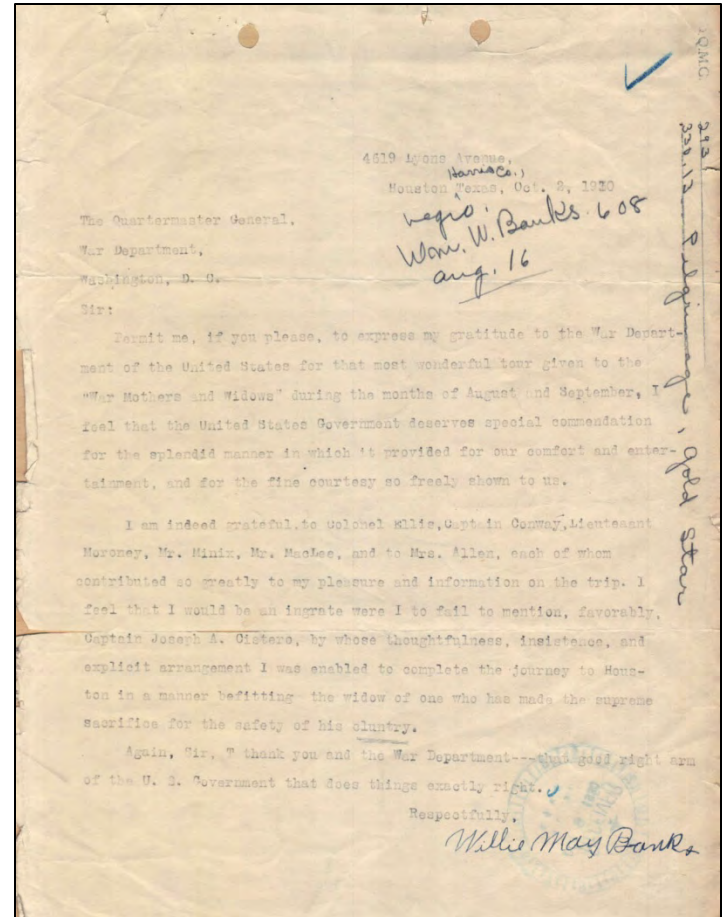 Q.M.C.
293
330.12 Pilgrimage, Gold Star
4619 Lyons Avenue,
Harris Co.,
Houston Texas, Oct. 2, 1930
negro.
Wm. W. Banks. 608
Aug. 16
The Quartermaster General,
War Department,
Washington, D. C.
Sir:
Permit me, if you please, to express my gratitude to the War Depart-
ment of the United States for that most wonderful tour given to the
"War Mothers and Widows" during the months of August and September, I
feel that the United States Government deserves special commendation
for the splendid manner in which it provided for our comfort and enter-
tainment, and for the fine courtesy so freely shown to us.
I am indeed grateful,to Colonel Ellis,Captain Conway,Lieutenant
Moroney, Mr. Minix, Mr. MacLee, and to Mrs. Allen, each of whom
contributed so greatly to my pleasure and information on the trip. I
feel that I would be an ingrate were I to fail to mention, favorably,
Captain Joseph A. Cistero, by whose thoughtfulness, insistence, and
explicit arrangement I was enabled to complete the journey to Hous-
ton in a manner befitting the widow of one who has made the supreme
sacrifice for the safety of his cluntry.
Again, Sir, I thank you and the War Department---that good right arm
of the U. S. Government that does things exactly right.
Respectfully,
Willie May Banks